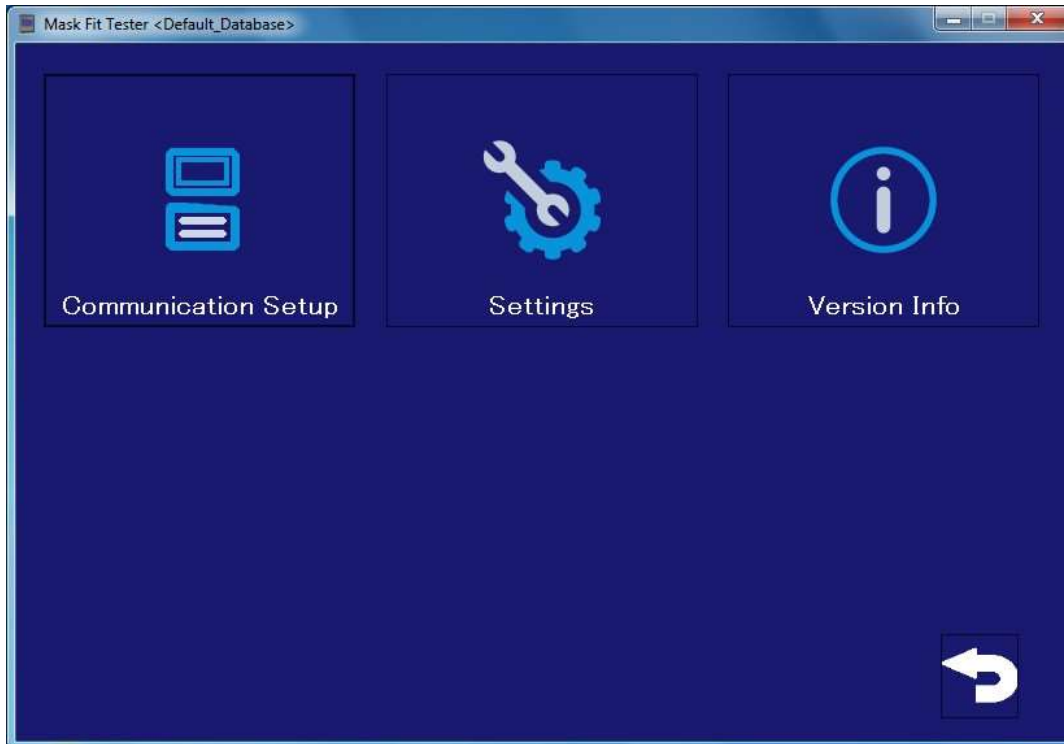 Mask Fit Tester <Default_Database>
Communication Setup
Settings
Version Info